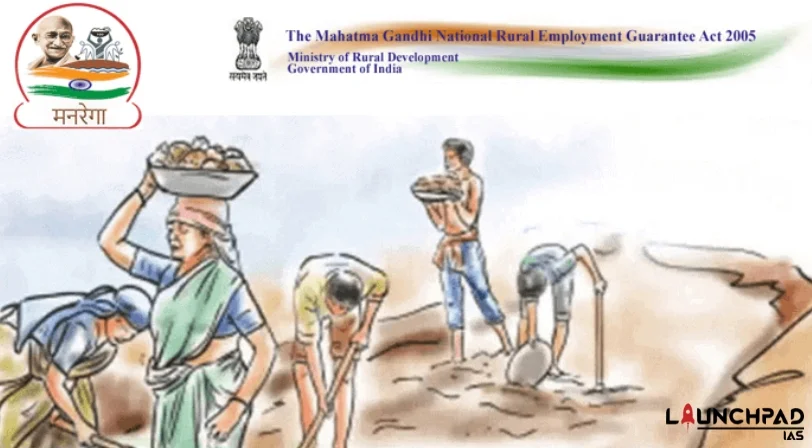 मनरेगा
सत्यमेव जयते
The Mahatma Gandhi National Rural Employment Guarantee Act 2005
Ministry of Rural Development
Government of India
LAUNCHPAD
IAS